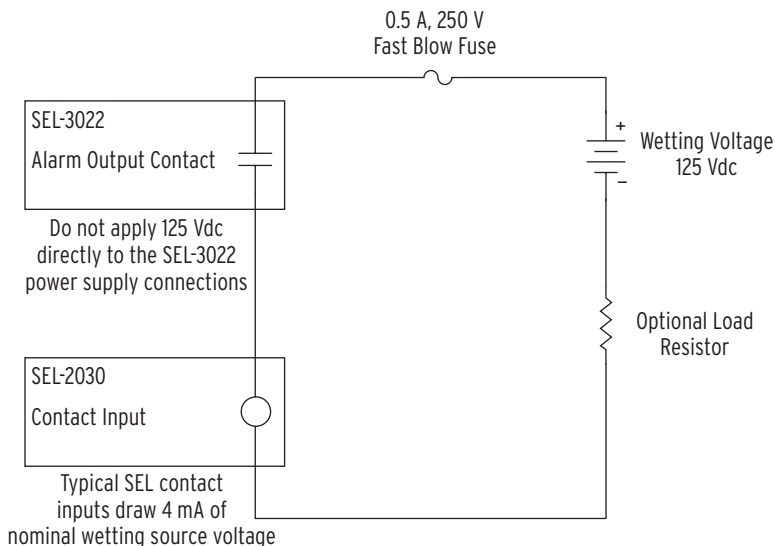 0.5 A, 250 V
Fast Blow Fuse
SEL-3022
Alarm Output Contact
Do not apply 125 Vdc
directly to the SEL-3022
power supply connections
+
Wetting Voltage
125 Vdc
–
Optional Load
Resistor
SEL-2030
Contact Input
Typical SEL contact
inputs draw 4 mA of
nominal wetting source voltage